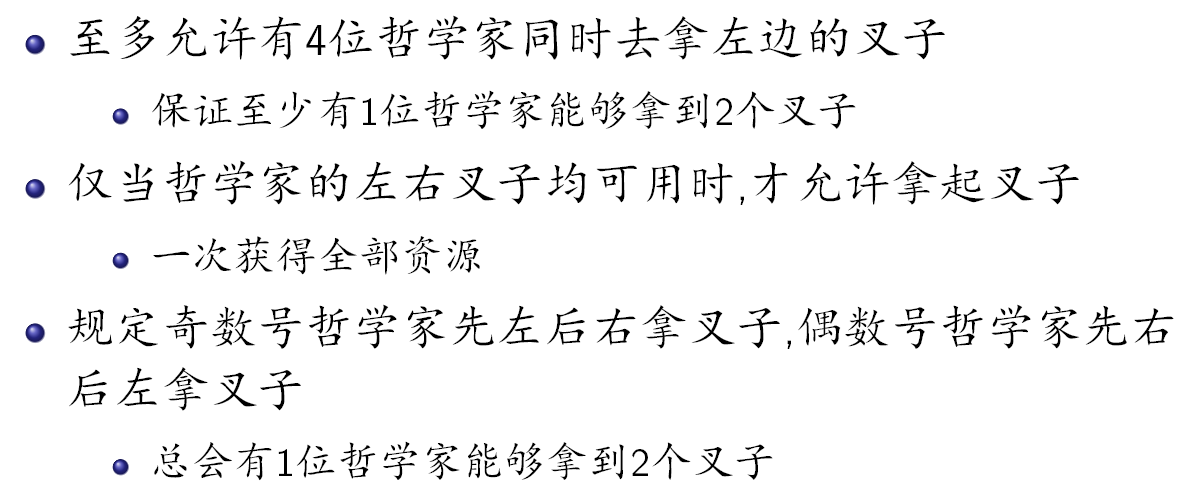 至多允许有4位哲学家同时去拿左边的叉子
保证至少有1位哲学家能够拿到2个叉子
仅当哲学家的左右叉子均可用时,才允许拿起叉子
一次获得全部资源
规定奇数号哲学家先左后右拿叉子,偶数号哲学家先右
后左拿叉子
总会有1位哲学家能够拿到2个叉子